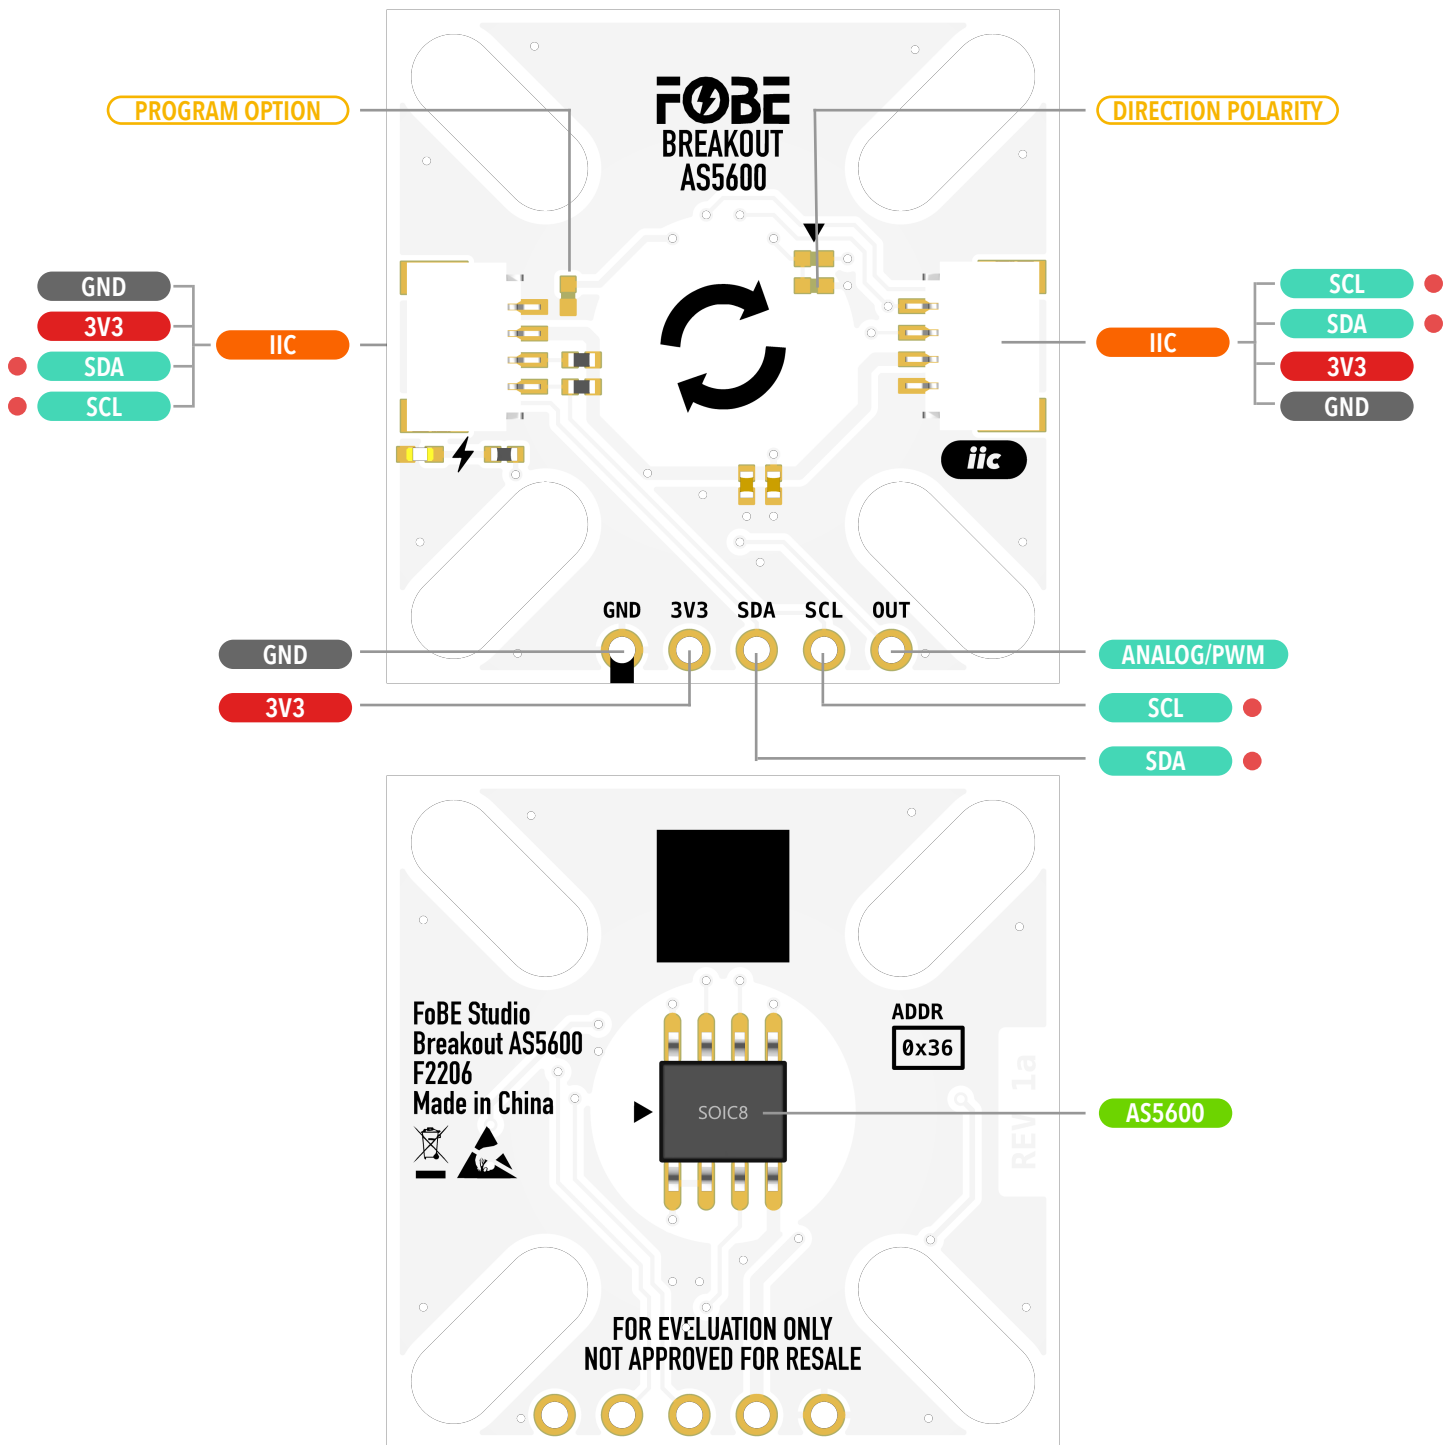 FOBE
BREAKOUT
AS5600
PROGRAM OPTION
DIRECTION POLARITY
GND
3V3
SDA
SCL
IIC
IIC
SCL
SDA
3V3
GND
iic
GND 3V3 SDA SCL OUT
GND
3V3
ANALOG/PWM
SCL
SDA
FoBE Studio
Breakout AS5600
F2206
Made in China
ADDR
0x36
REV 1a
SOIC8
AS5600
FOR EVELUATION ONLY
NOT APPROVED FOR RESALE